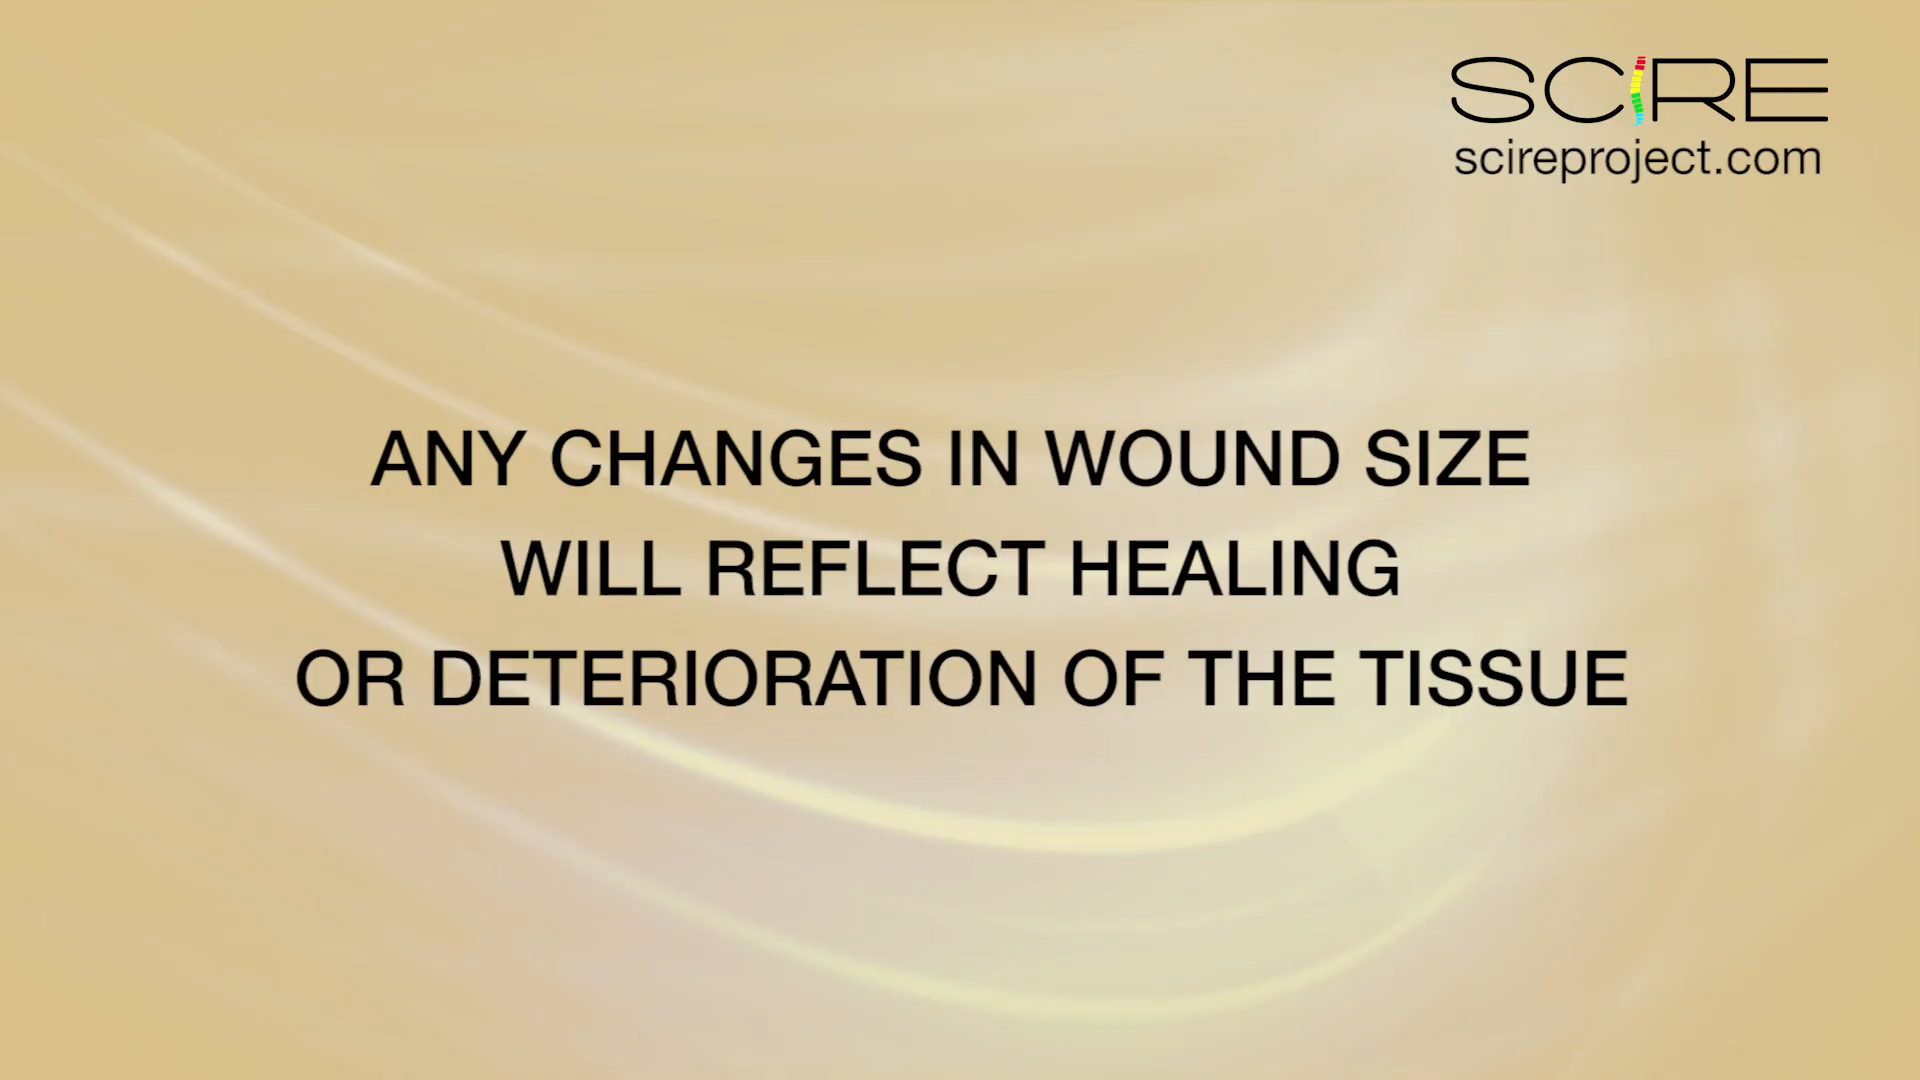 SCIRE
scireproject.com
ANY CHANGES IN WOUND SIZE
WILL REFLECT HEALING
OR DETERIORATION OF THE TISSUE